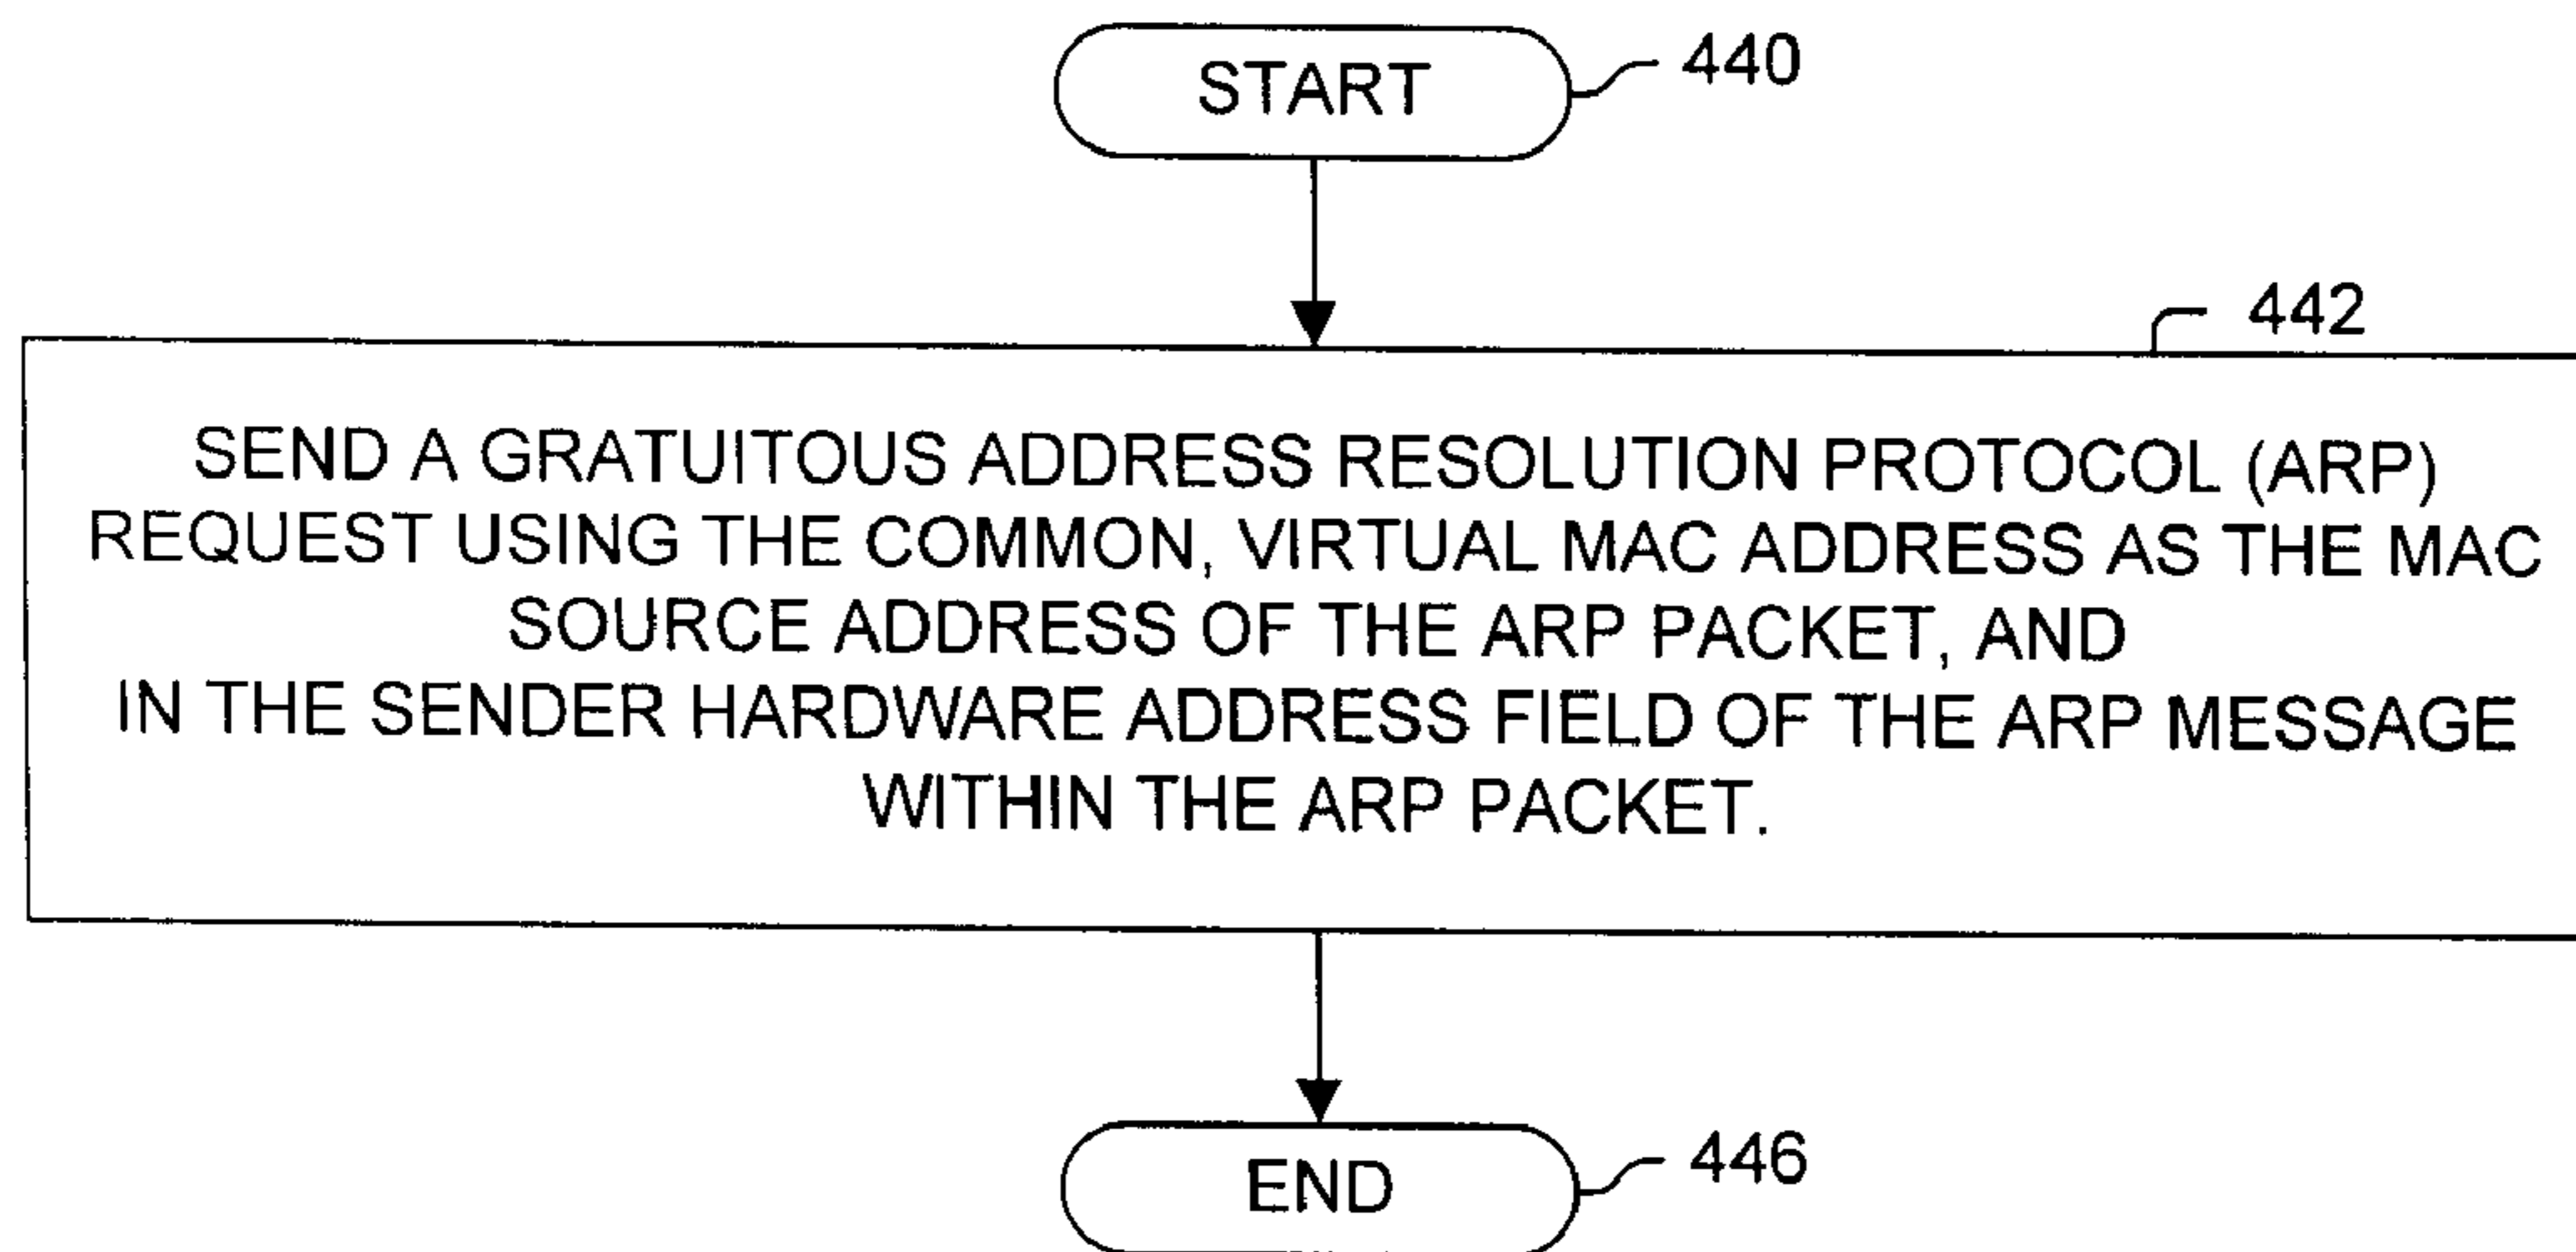 START
440
442
SEND A GRATUITOUS ADDRESS RESOLUTION PROTOCOL (ARP)
REQUEST USING THE COMMON, VIRTUAL MAC ADDRESS AS THE MAC
SOURCE ADDRESS OF THE ARP PACKET, AND
IN THE SENDER HARDWARE ADDRESS FIELD OF THE ARP MESSAGE
WITHIN THE ARP PACKET.
END
446